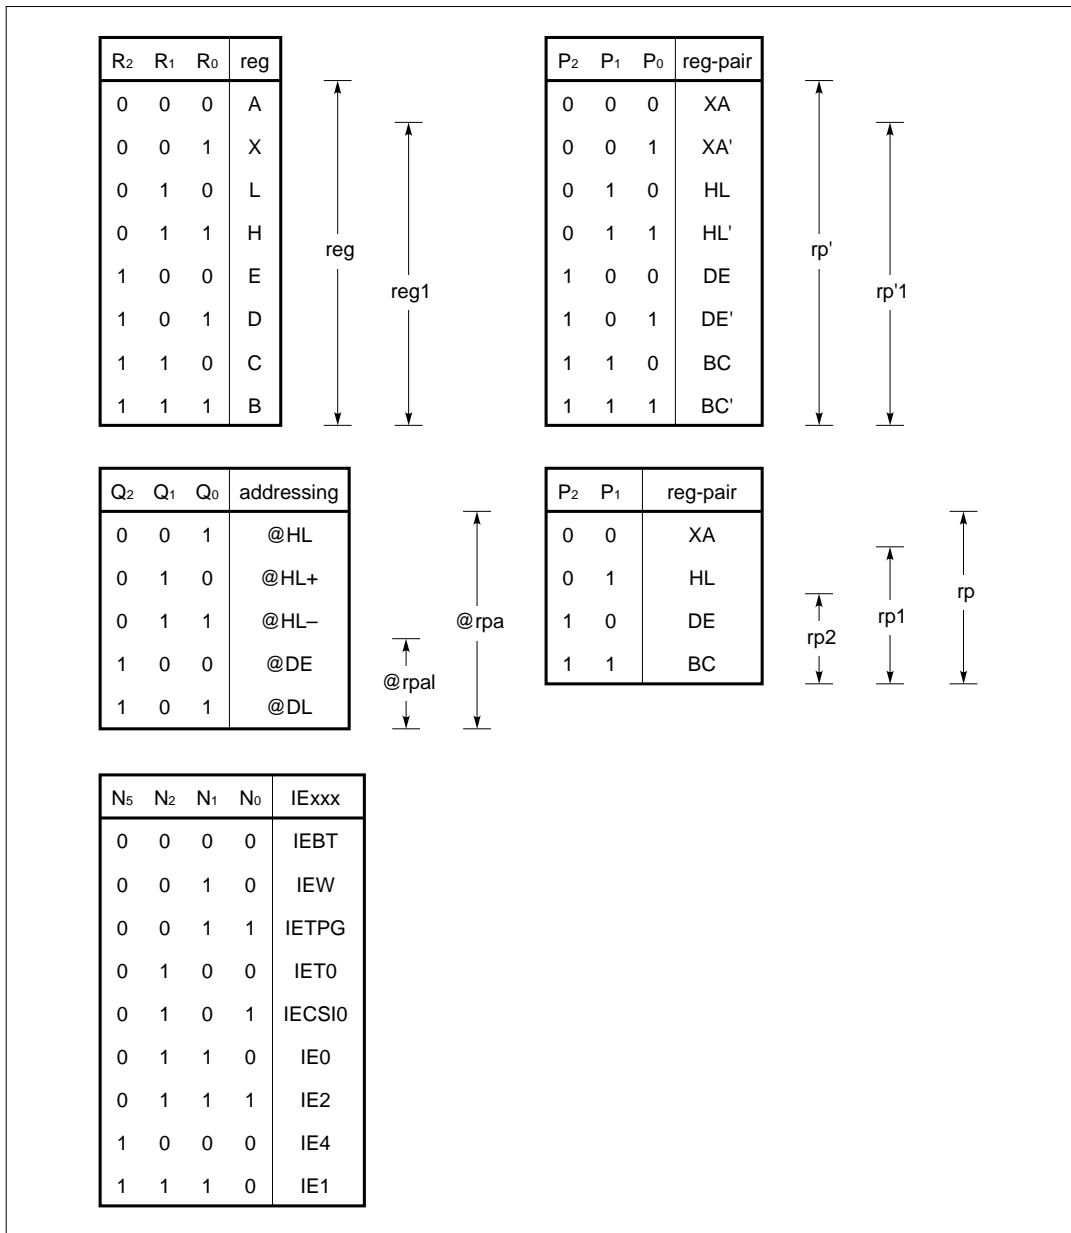 R2 R1 R0 reg
0 0 0 A
0 0 1 X
0 1 0 L
0 1 1 H
1 0 0 E
1 0 1 D
1 1 0 C
1 1 1 B
reg
reg1
P2 P1 P0 reg-pair
0 0 0 XA
0 0 1 XA'
0 1 0 HL
0 1 1 HL'
1 0 0 DE
1 0 1 DE'
1 1 0 BC
1 1 1 BC'
rp'
rp'1
Q2 Q1 Q0 addressing
0 0 1 @HL
0 1 0 @HL+
0 1 1 @HL–
1 0 0 @DE
1 0 1 @DL
@rpal
@rpa
P2 P1 reg-pair
0 0 XA
0 1 HL
1 0 DE
1 1 BC
rp2
rp1
rp
N5 N2 N1 N0 IExxx
0 0 0 0 IEBT
0 0 1 0 IEW
0 0 1 1 IETPG
0 1 0 0 IET0
0 1 0 1 IECSI0
0 1 1 0 IE0
0 1 1 1 IE2
1 0 0 0 IE4
1 1 1 0 IE1